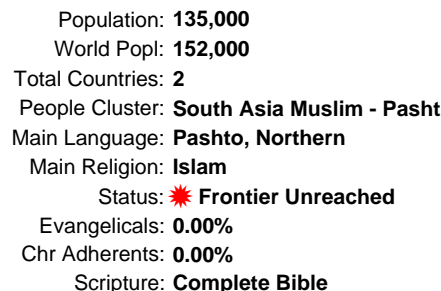 Population: 135,000
World Popl: 152,000
Total Countries: 2
People Cluster: South Asia Muslim - Pasht
Main Language: Pashto, Northern
Main Religion: Islam
Status: Frontier Unreached
Evangelicals: 0.00%
Chr Adherents: 0.00%
Scripture: Complete Bible